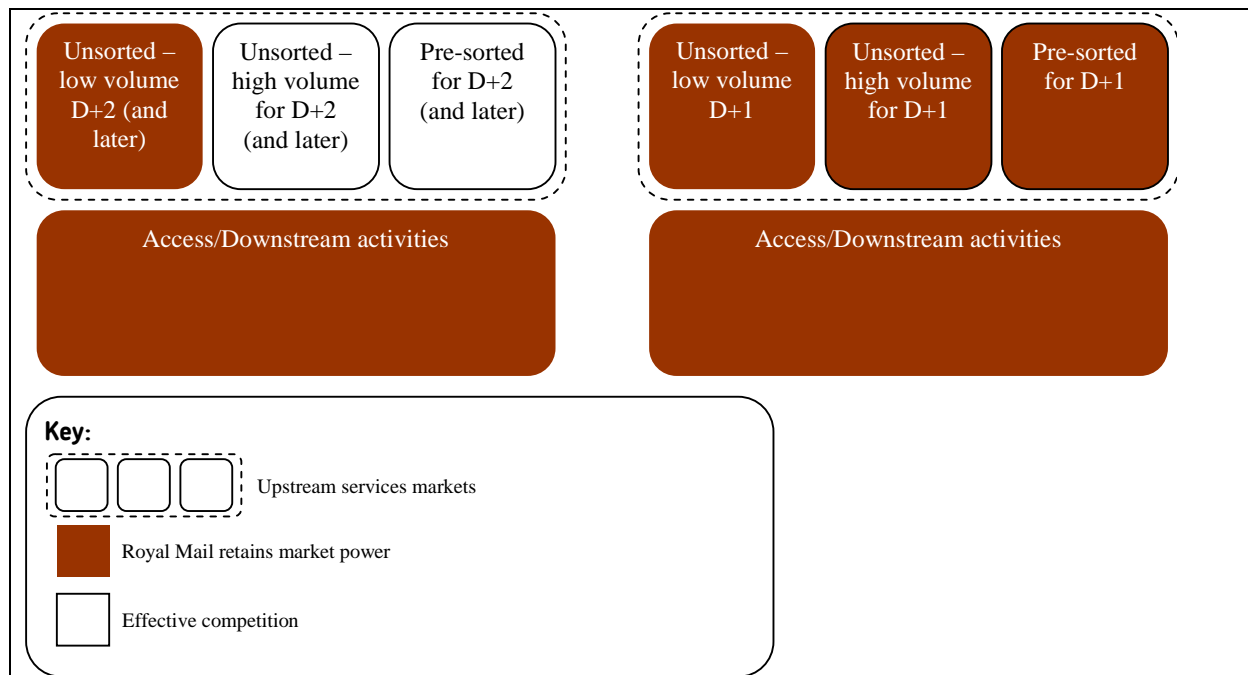 Unsorted –
low volume
D+2 (and
later)
Unsorted –
high volume
for D+2
(and later)
Pre-sorted
for D+2
(and later)
Unsorted –
low volume
D+1
Unsorted –
high volume
for D+1
Pre-sorted
for D+1
Access/Downstream activities
Access/Downstream activities
Key:
Upstream services markets
Royal Mail retains market power
Effective competition